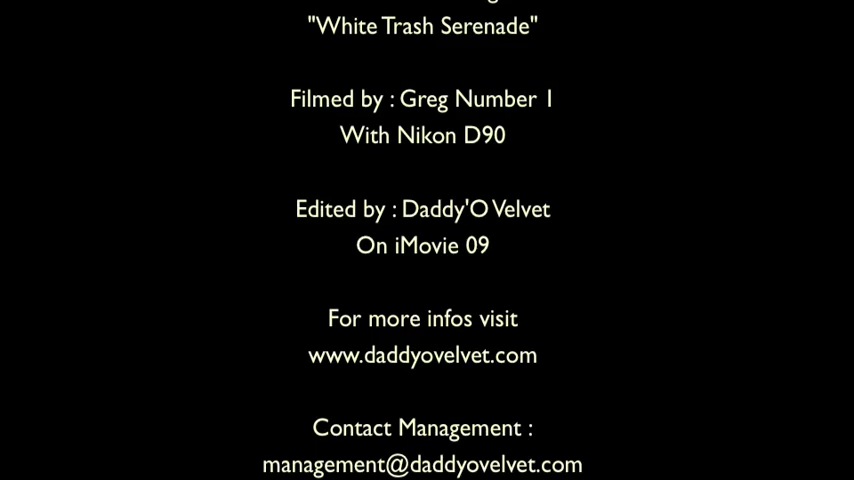 "White Trash Serenade"
Filmed by : Greg Number 1
With Nikon D90
Edited by : Daddy'O Velvet
On iMovie 09
For more infos visit
www.daddyovelvet.com
Contact Management :
management@daddyovelvet.com